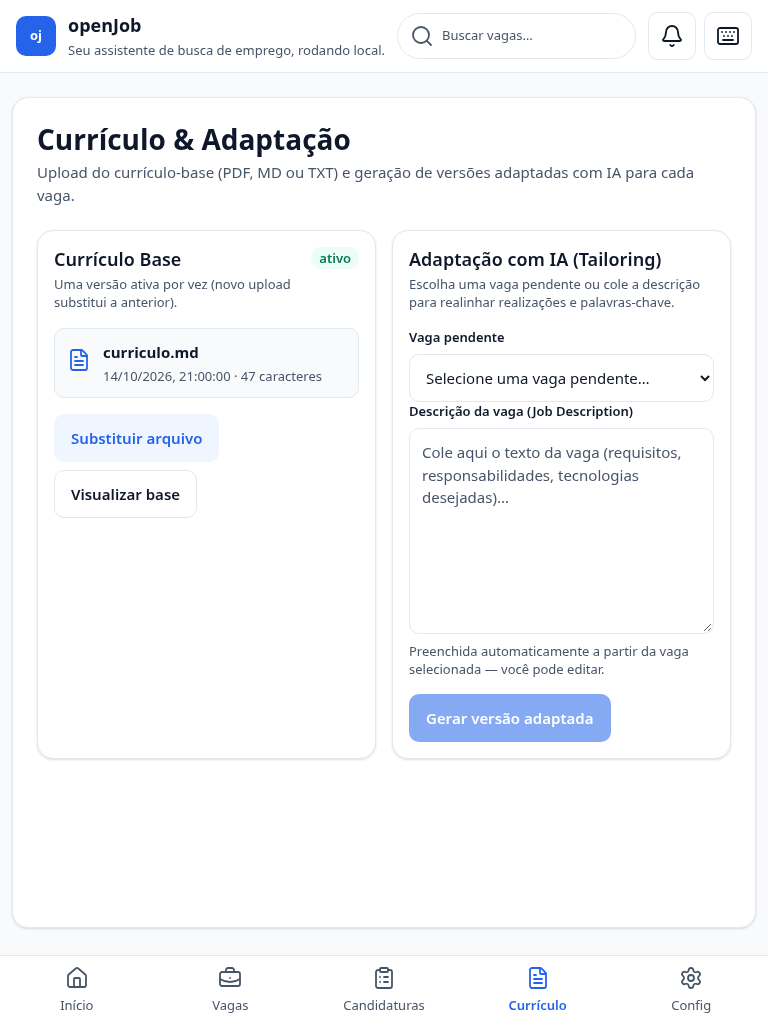 oj
openJob
Seu assistente de busca de emprego, rodando local.
Buscar vagas...
Currículo & Adaptação
Upload do currículo-base (PDF, MD ou TXT) e geração de versões adaptadas com IA para cada
vaga.
Currículo Base
ativo
Uma versão ativa por vez (novo upload
substitui a anterior).
curriculo.md
14/10/2026, 21:00:00 · 47 caracteres
Substituir arquivo
Visualizar base
Adaptação com IA (Tailoring)
Escolha uma vaga pendente ou cole a descrição
para realinhar realizações e palavras-chave.
Vaga pendente
Selecione uma vaga pendente...
Descrição da vaga (Job Description)
Cole aqui o texto da vaga (requisitos,
responsabilidades, tecnologias
desejadas)...
Preenchida automaticamente a partir da vaga
selecionada — você pode editar.
Gerar versão adaptada
Início
Vagas
Candidaturas
Currículo
Config